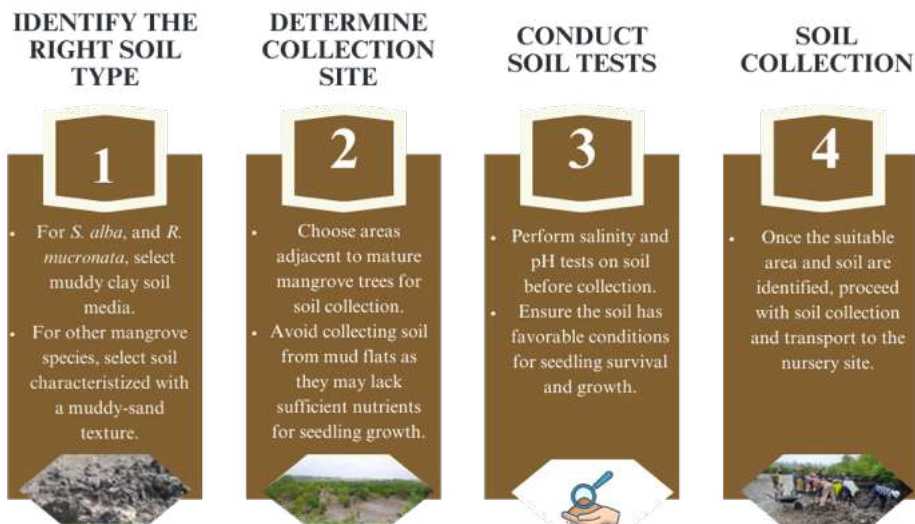 IDENTIFY THE
RIGHT SOIL
TYPE
1
• For S. alba, and R.
mucronata, select
muddy clay soil
media.
• For other mangrove
species, select soil
charactistized with
a muddy-sand
texture.
DETERMINE
COLLECTION
SITE
2
• Choose areas
adjacent to mature
mangrove trees for
soil collection.
• Avoid collecting soil
from mud flats as
they may lack
sufficient nutrients
for seedling growth.
CONDUCT
SOIL TESTS
3
• Perform salinity and
pH tests on soil
before collection.
• Ensure the soil has
favorable conditions
for seedling survival
and growth.
SOIL
COLLECTION
4
• Once the suitable
area and soil are
identified, proceed
with soil collection
and transport to the
nursery site.